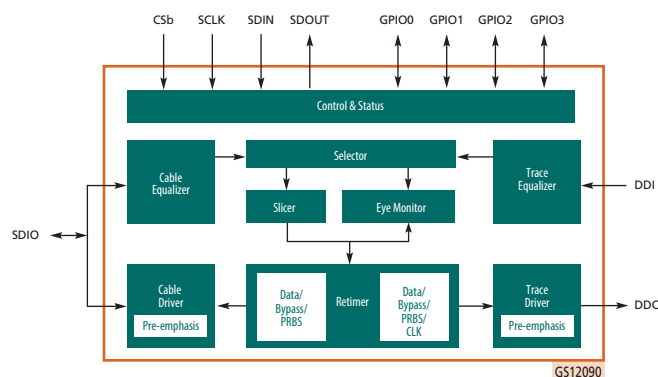 CSb SCLK SDIN SDOUT GPIO0 GPIO1 GPIO2 GPIO3
Control & Status
Cable
Equalizer
Selector
Trace
Equalizer
Slicer
Eye Monitor
DDI
SDIO
Cable
Driver
Pre-emphasis
Data/
Bypass/
PRBS
Retimer
Data/
Bypass/
PRBS/
CLK
Trace
Driver
Pre-emphasis
DDO
GS12090